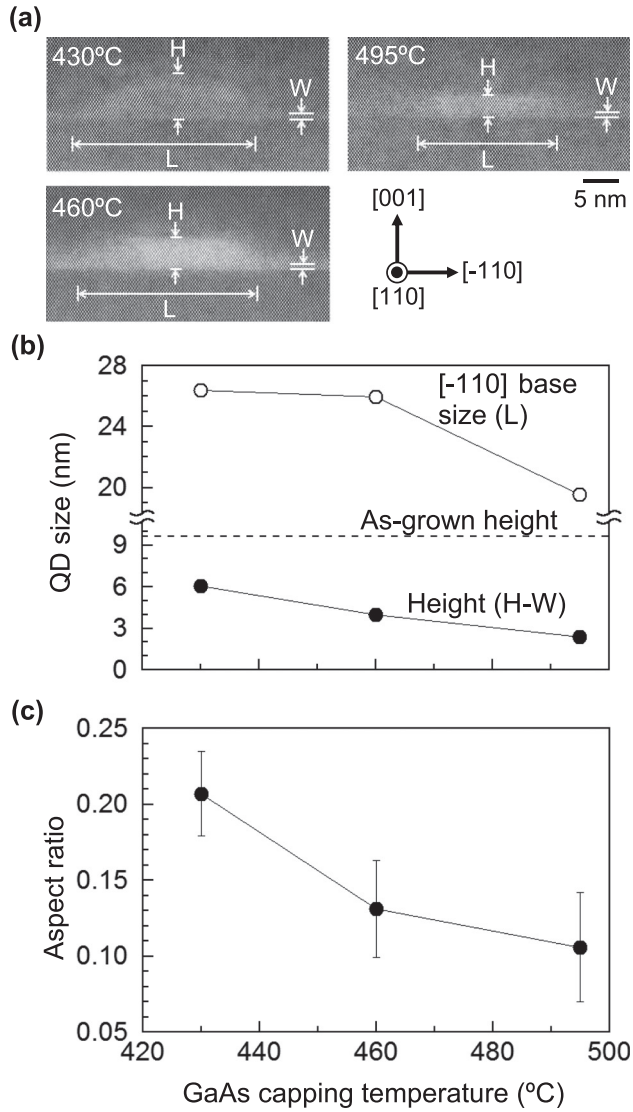 (a)
430ºC
H
W
L
495ºC
H
W
L
5 nm
460ºC
H
W
L
[001]
[-110]
[110]
(b)
28
26
20
9
6
3
0
QD size (nm)
[-110] base
size (L)
As-grown height
Height (H-W)
(c)
0.25
0.20
0.15
0.10
0.05
Aspect ratio
420
440
460
480
500
GaAs capping temperature (ºC)